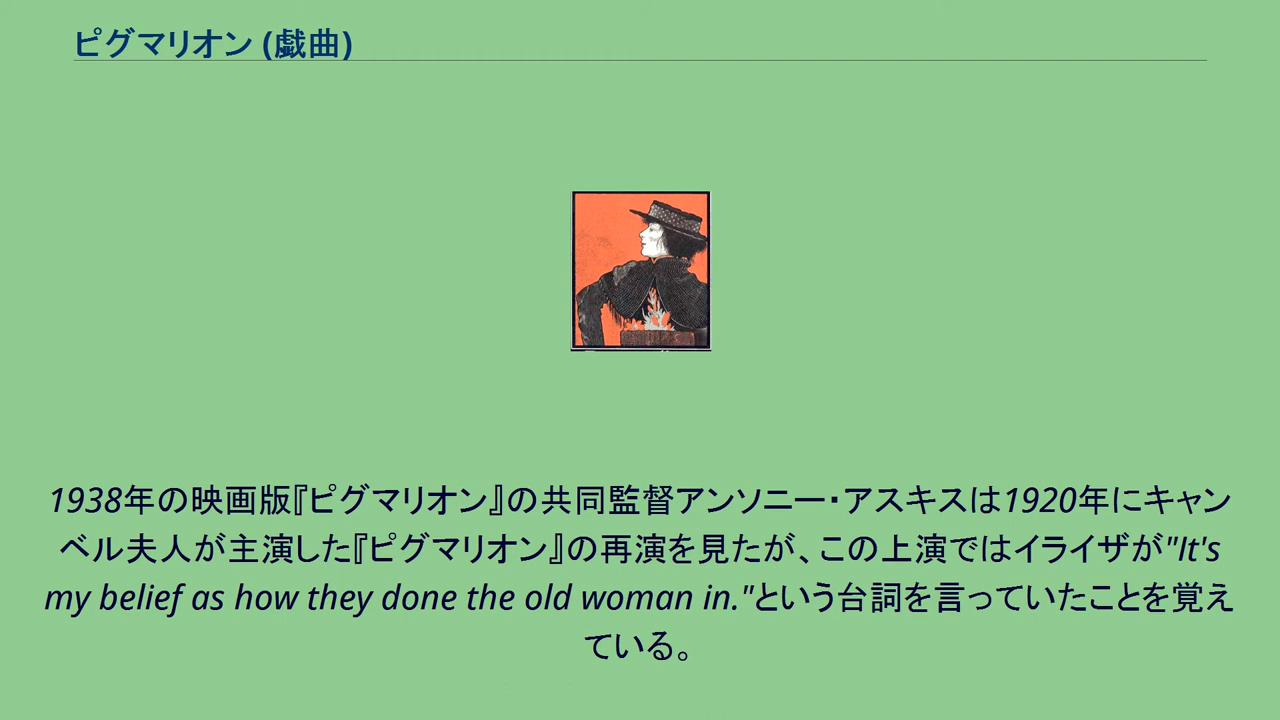 ピグマリオン (戯曲)
1938年の映画版『ピグマリオン』の共同監督アンソニー・アスキスは1920年にキャン
ベル夫人が主演した『ピグマリオン』の再演を見たが、この上演ではイライザが"It's
my belief as how they done the old woman in."という台詞を言っていたことを覚え
ている。